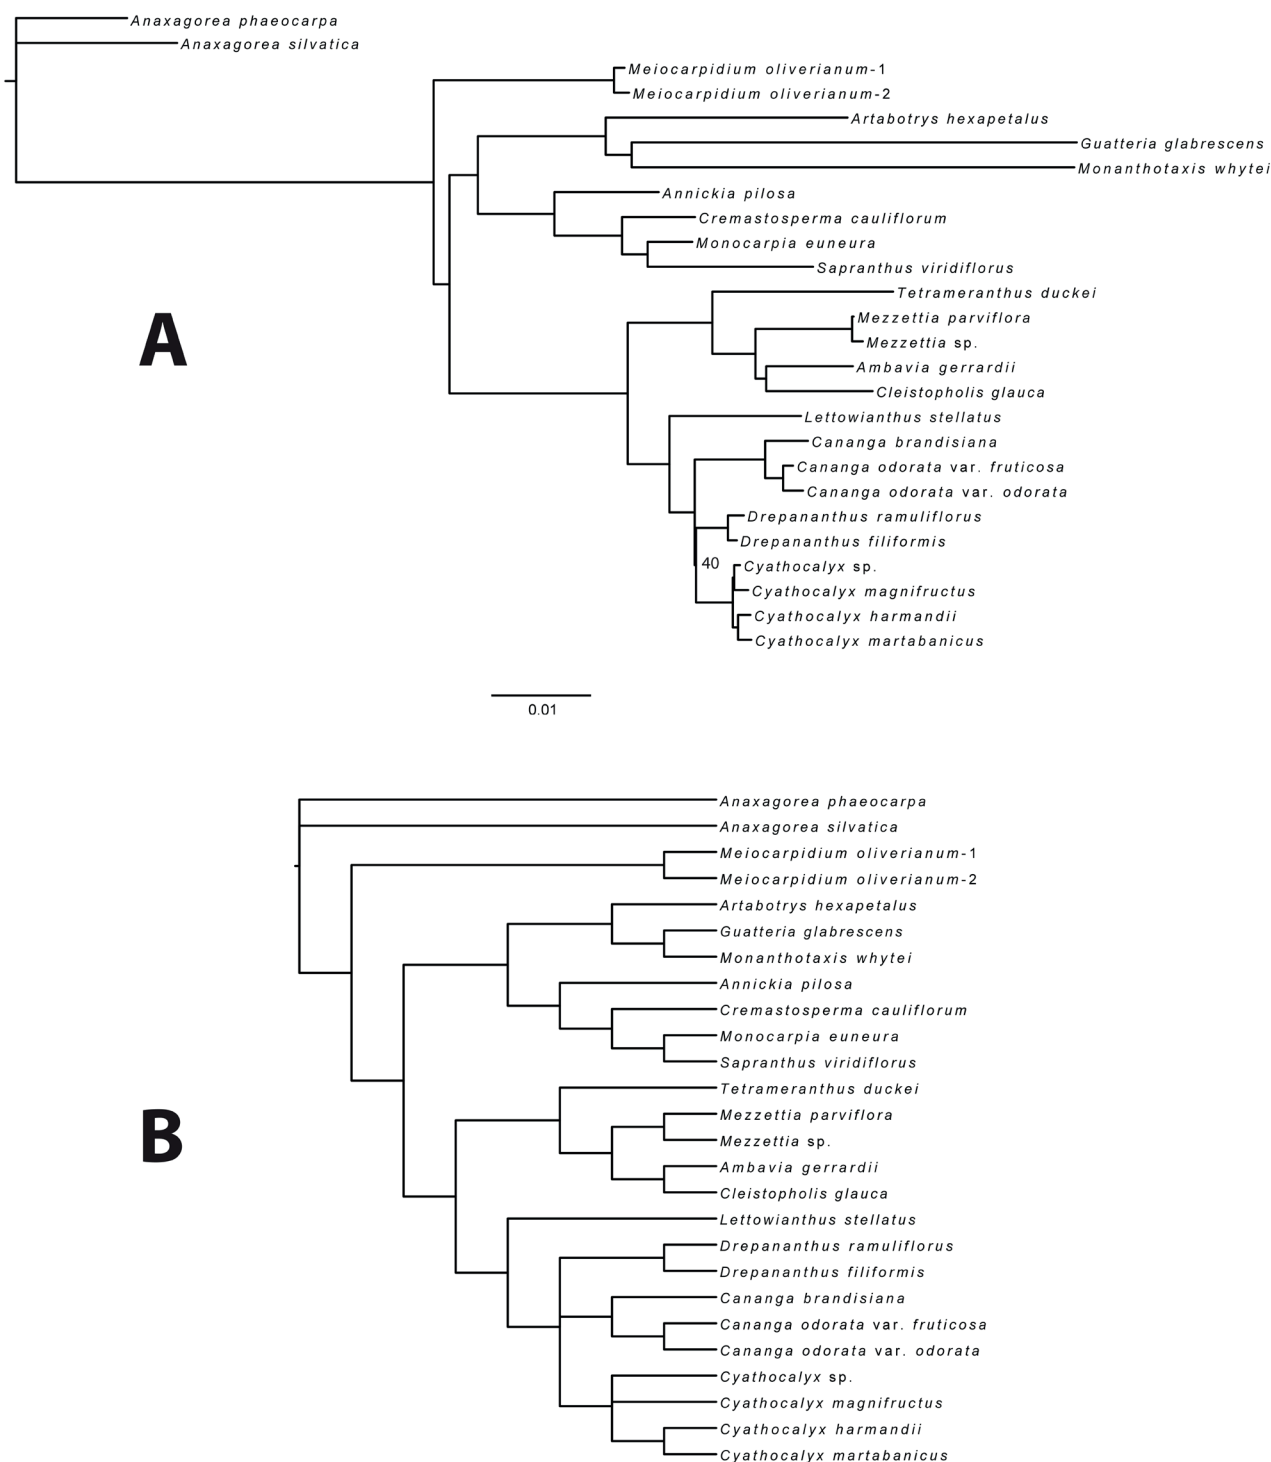 Anaxagorea phaeocarpa
Anaxagorea silvatica
Meiocarpidium oliverianum-1
Meiocarpidium oliverianum-2
Artabotrys hexapetalus
Guatteria glabrescens
Monanthotaxis whytei
Annickia pilosa
Cremastosperma cauliflorum
Monocarpia euneura
Sapranthus viridiflorus
Tetrameranthus duckei
Mezzettia parviflora
A
Mezzettia sp.
Ambavia gerrardii
Cleistopholis glauca
Lettowianthus stellatus
Cananga brandisiana
Cananga odorata var. fruticosa
Cananga odorata var. odorata
Drepananthus ramuliflorus
Drepananthus filiformis
40
Cyathocalyx sp.
Cyathocalyx magnifructus
Cyathocalyx harmandii
Cyathocalyx martabanicus
0.01
Anaxagorea phaeocarpa
Anaxagorea silvatica
Meiocarpidium oliverianum-1
Meiocarpidium oliverianum-2
Artabotrys hexapetalus
Guatteria glabrescens
Monanthotaxis whytei
Annickia pilosa
Cremastosperma cauliflorum
Monocarpia euneura
Sapranthus viridiflorus
Tetrameranthus duckei
Mezzettia parviflora
B
Mezzettia sp.
Ambavia gerrardii
Cleistopholis glauca
Lettowianthus stellatus
Drepananthus ramuliflorus
Drepananthus filiformis
Cananga brandisiana
Cananga odorata var. fruticosa
Cananga odorata var. odorata
Cyathocalyx sp.
Cyathocalyx magnifructus
Cyathocalyx harmandii
Cyathocalyx martabanicus